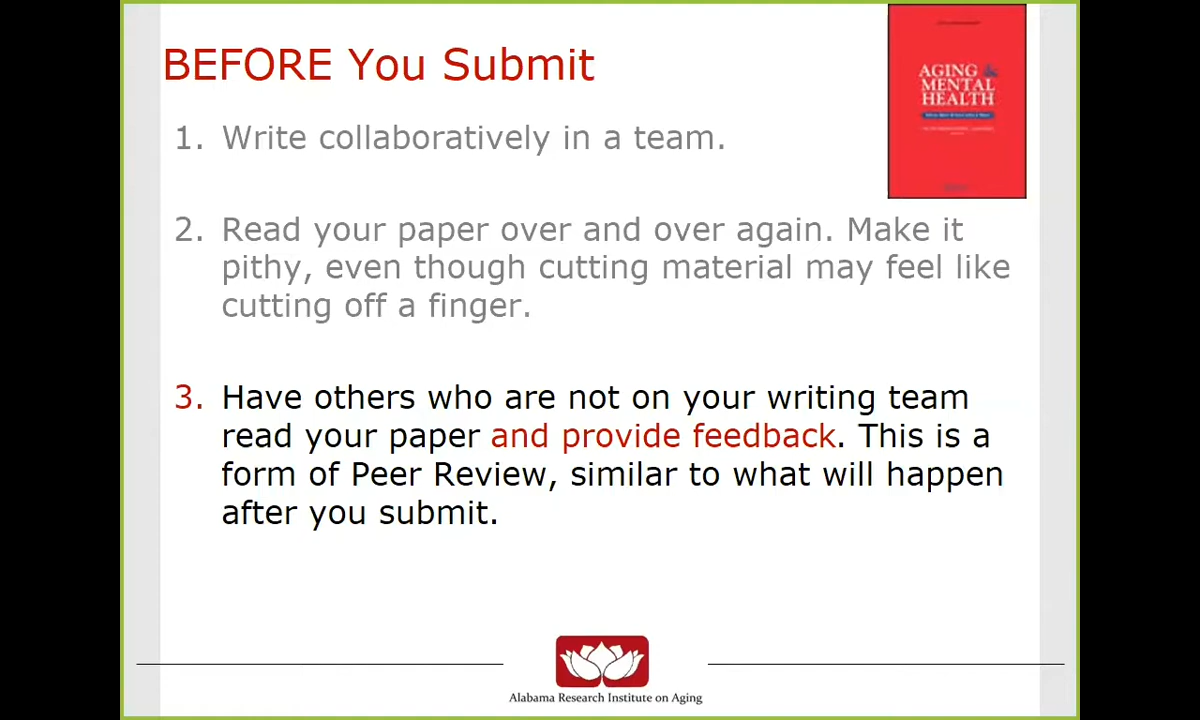 BEFORE You Submit
AGING &
MENTAL
HEALTH
1. Write collaboratively in a team.
2. Read your paper over and over again. Make it
pithy, even though cutting material may feel like
cutting off a finger.
3. Have others who are not on your writing team
read your paper and provide feedback. This is a
form of Peer Review, similar to what will happen
after you submit.
Alabama Research Institute on Aging